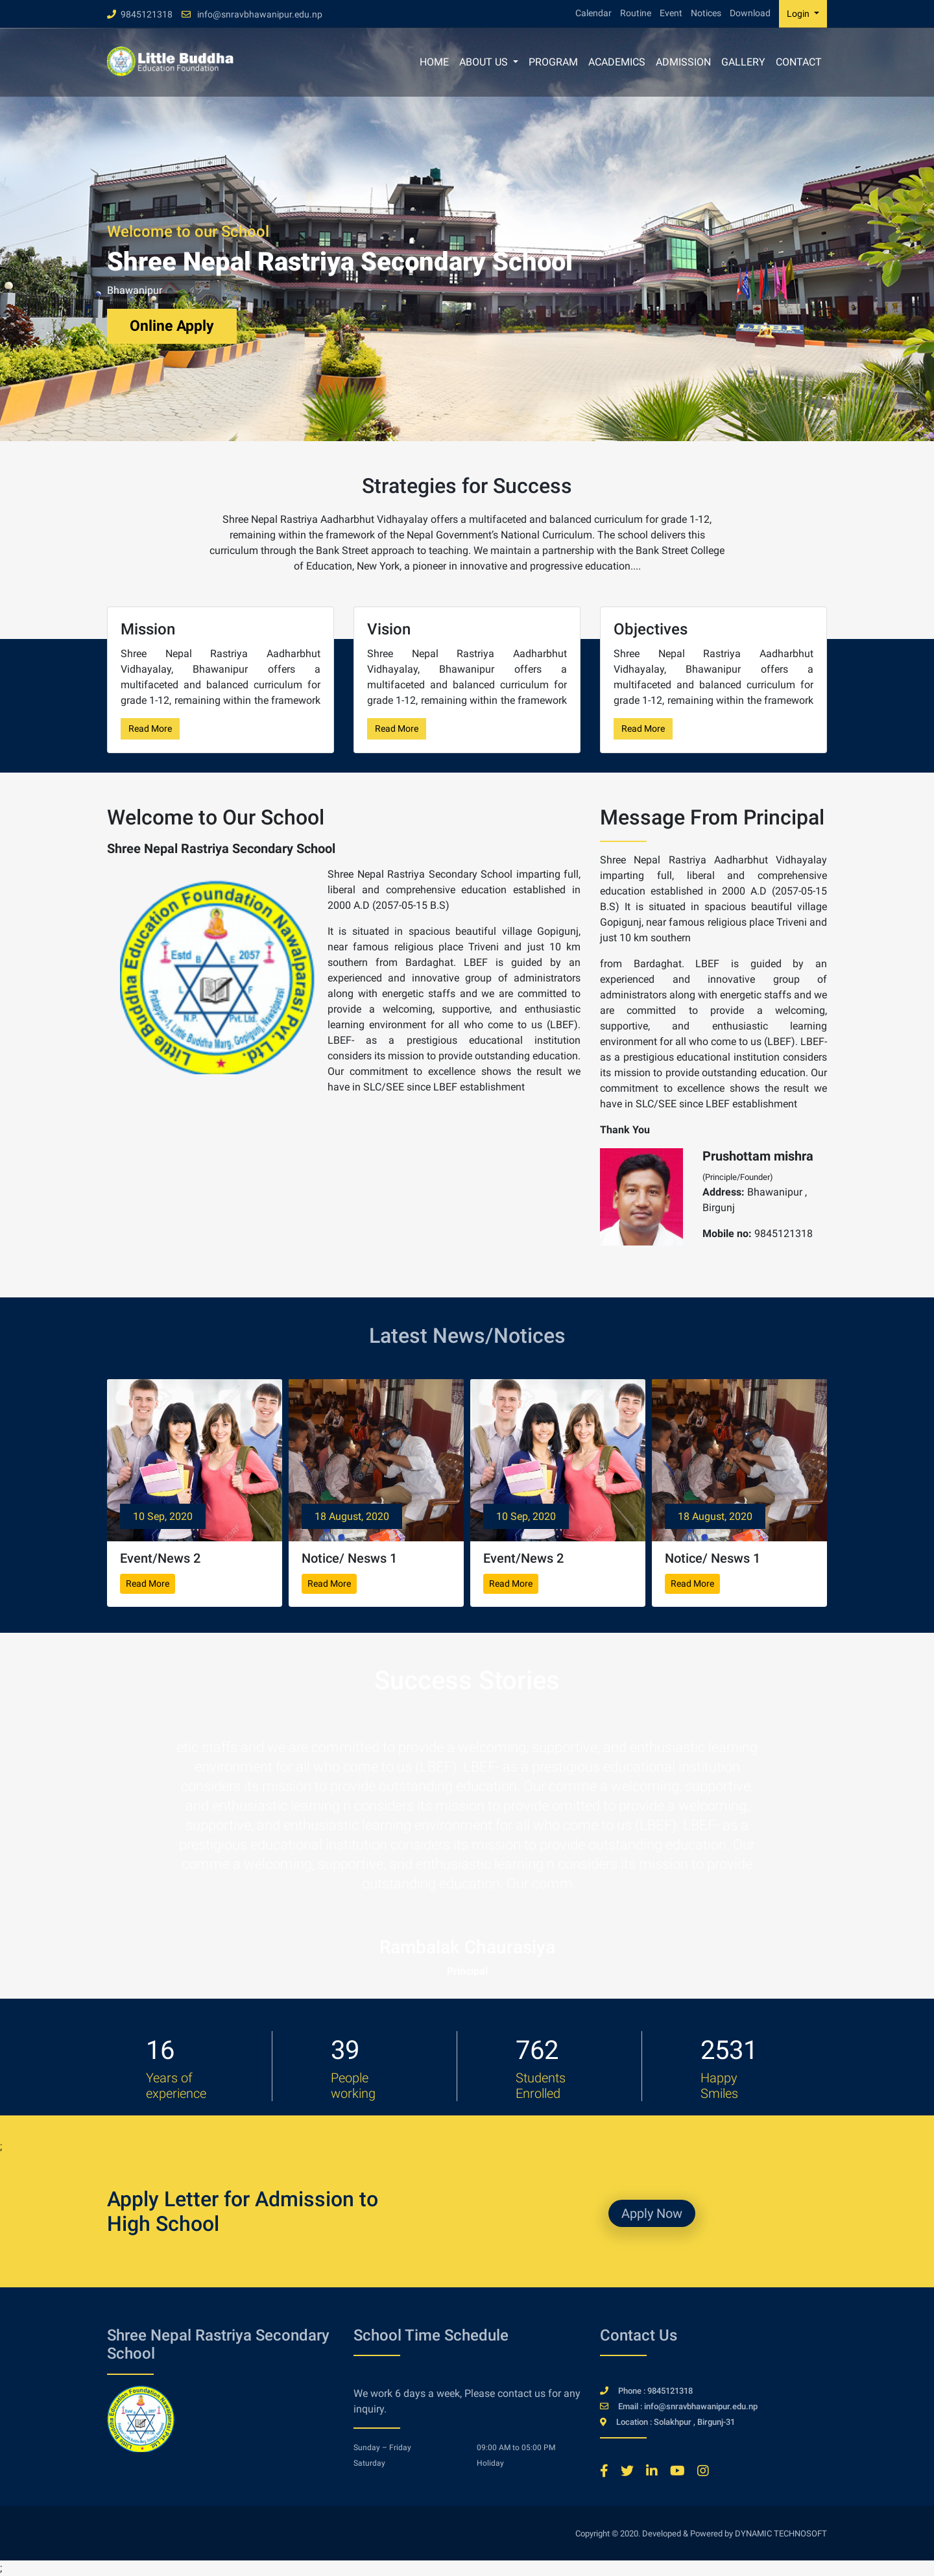 9845121318 info@snravbhawanipur.edu.np Calendar Routine Event Notices Download Login
Little Buddha
Education Foundation
HOME ABOUT US PROGRAM ACADEMICS ADMISSION GALLERY CONTACT
Welcome to our School
Shree Nepal Rastriya Secondary School
Bhawanipur
Online Apply
Strategies for Success
Shree Nepal Rastriya Aadharbhut Vidhayalay offers a multifaceted and balanced curriculum for grade 1-12,
remaining within the framework of the Nepal Government's National Curriculum. The school delivers this
curriculum through the Bank Street approach to teaching. We maintain a partnership with the Bank Street College
of Education, New York, a pioneer in innovative and progressive education....
Mission
Shree Nepal Rastriya Aadharbhut
Vidhayalay, Bhawanipur offers a
multifaceted and balanced curriculum for
grade 1-12, remaining within the framework
Read More
Vision
Shree Nepal Rastriya Aadharbhut
Vidhayalay, Bhawanipur offers a
multifaceted and balanced curriculum for
grade 1-12, remaining within the framework
Read More
Objectives
Shree Nepal Rastriya Aadharbhut
Vidhayalay, Bhawanipur offers a
multifaceted and balanced curriculum for
grade 1-12, remaining within the framework
Read More
Welcome to Our School
Shree Nepal Rastriya Secondary School
Little Buddha Education Foundation Nawalparasi Pvt. Ltd.
Estd B E 2057
L F
N.P. Pvt. Ltd.
Pratappur-1, Little Buddha Marg, Gopigunj, Nawalparasi
Shree Nepal Rastriya Secondary School imparting full,
liberal and comprehensive education established in
2000 A.D (2057-05-15 B.S)
It is situated in spacious beautiful village Gopigunj,
near famous religious place Triveni and just 10 km
southern from Bardaghat. LBEF is guided by an
experienced and innovative group of administrators
along with energetic staffs and we are committed to
provide a welcoming, supportive, and enthusiastic
learning environment for all who come to us (LBEF).
LBEF- as a prestigious educational institution
considers its mission to provide outstanding education.
Our commitment to excellence shows the result we
have in SLC/SEE since LBEF establishment
Message From Principal
Shree Nepal Rastriya Aadharbhut Vidhayalay
imparting full, liberal and comprehensive
education established in 2000 A.D (2057-05-15
B.S) It is situated in spacious beautiful village
Gopigunj, near famous religious place Triveni and
just 10 km southern
from Bardaghat. LBEF is guided by an
experienced and innovative group of
administrators along with energetic staffs and we
are committed to provide a welcoming,
supportive, and enthusiastic learning
environment for all who come to us (LBEF). LBEF-
as a prestigious educational institution considers
its mission to provide outstanding education. Our
commitment to excellence shows the result we
have in SLC/SEE since LBEF establishment
Thank You
Prushottam mishra
(Principle/Founder)
Address: Bhawanipur ,
Birgunj
Mobile no: 9845121318
Latest News/Notices
10 Sep, 2020
Event/News 2
Read More
18 August, 2020
Notice/ Nesws 1
Read More
10 Sep, 2020
Event/News 2
Read More
18 August, 2020
Notice/ Nesws 1
Read More
Success Stories
etic staffs and we are committed to provide a welcoming, supportive, and enthusiastic learning
environment for all who come to us (LBEF). LBEF- as a prestigious educational institution
considers its mission to provide outstanding education. Our comme a welcoming, supportive,
and enthusiastic learning n considers its mission to provide omitted to provide a welcoming,
supportive, and enthusiastic learning environment for all who come to us (LBEF). LBEF- as a
prestigious educational institution considers its mission to provide outstanding education. Our
comme a welcoming, supportive, and enthusiastic learning n considers its mission to provide
outstanding education. Our comm
Rambalak Chaurasiya
Principal
16
Years of
experience
39
People
working
762
Students
Enrolled
2531
Happy
Smiles
;
Apply Letter for Admission to
High School
Apply Now
Shree Nepal Rastriya Secondary
School
School Time Schedule
We work 6 days a week, Please contact us for any
inquiry.
Sunday – Friday 09:00 AM to 05:00 PM
Saturday Holiday
Contact Us
Phone : 9845121318
Email : info@snravbhawanipur.edu.np
Location : Solakhpur , Birgunj-31
Copyright © 2020. Developed & Powered by DYNAMIC TECHNOSOFT
;